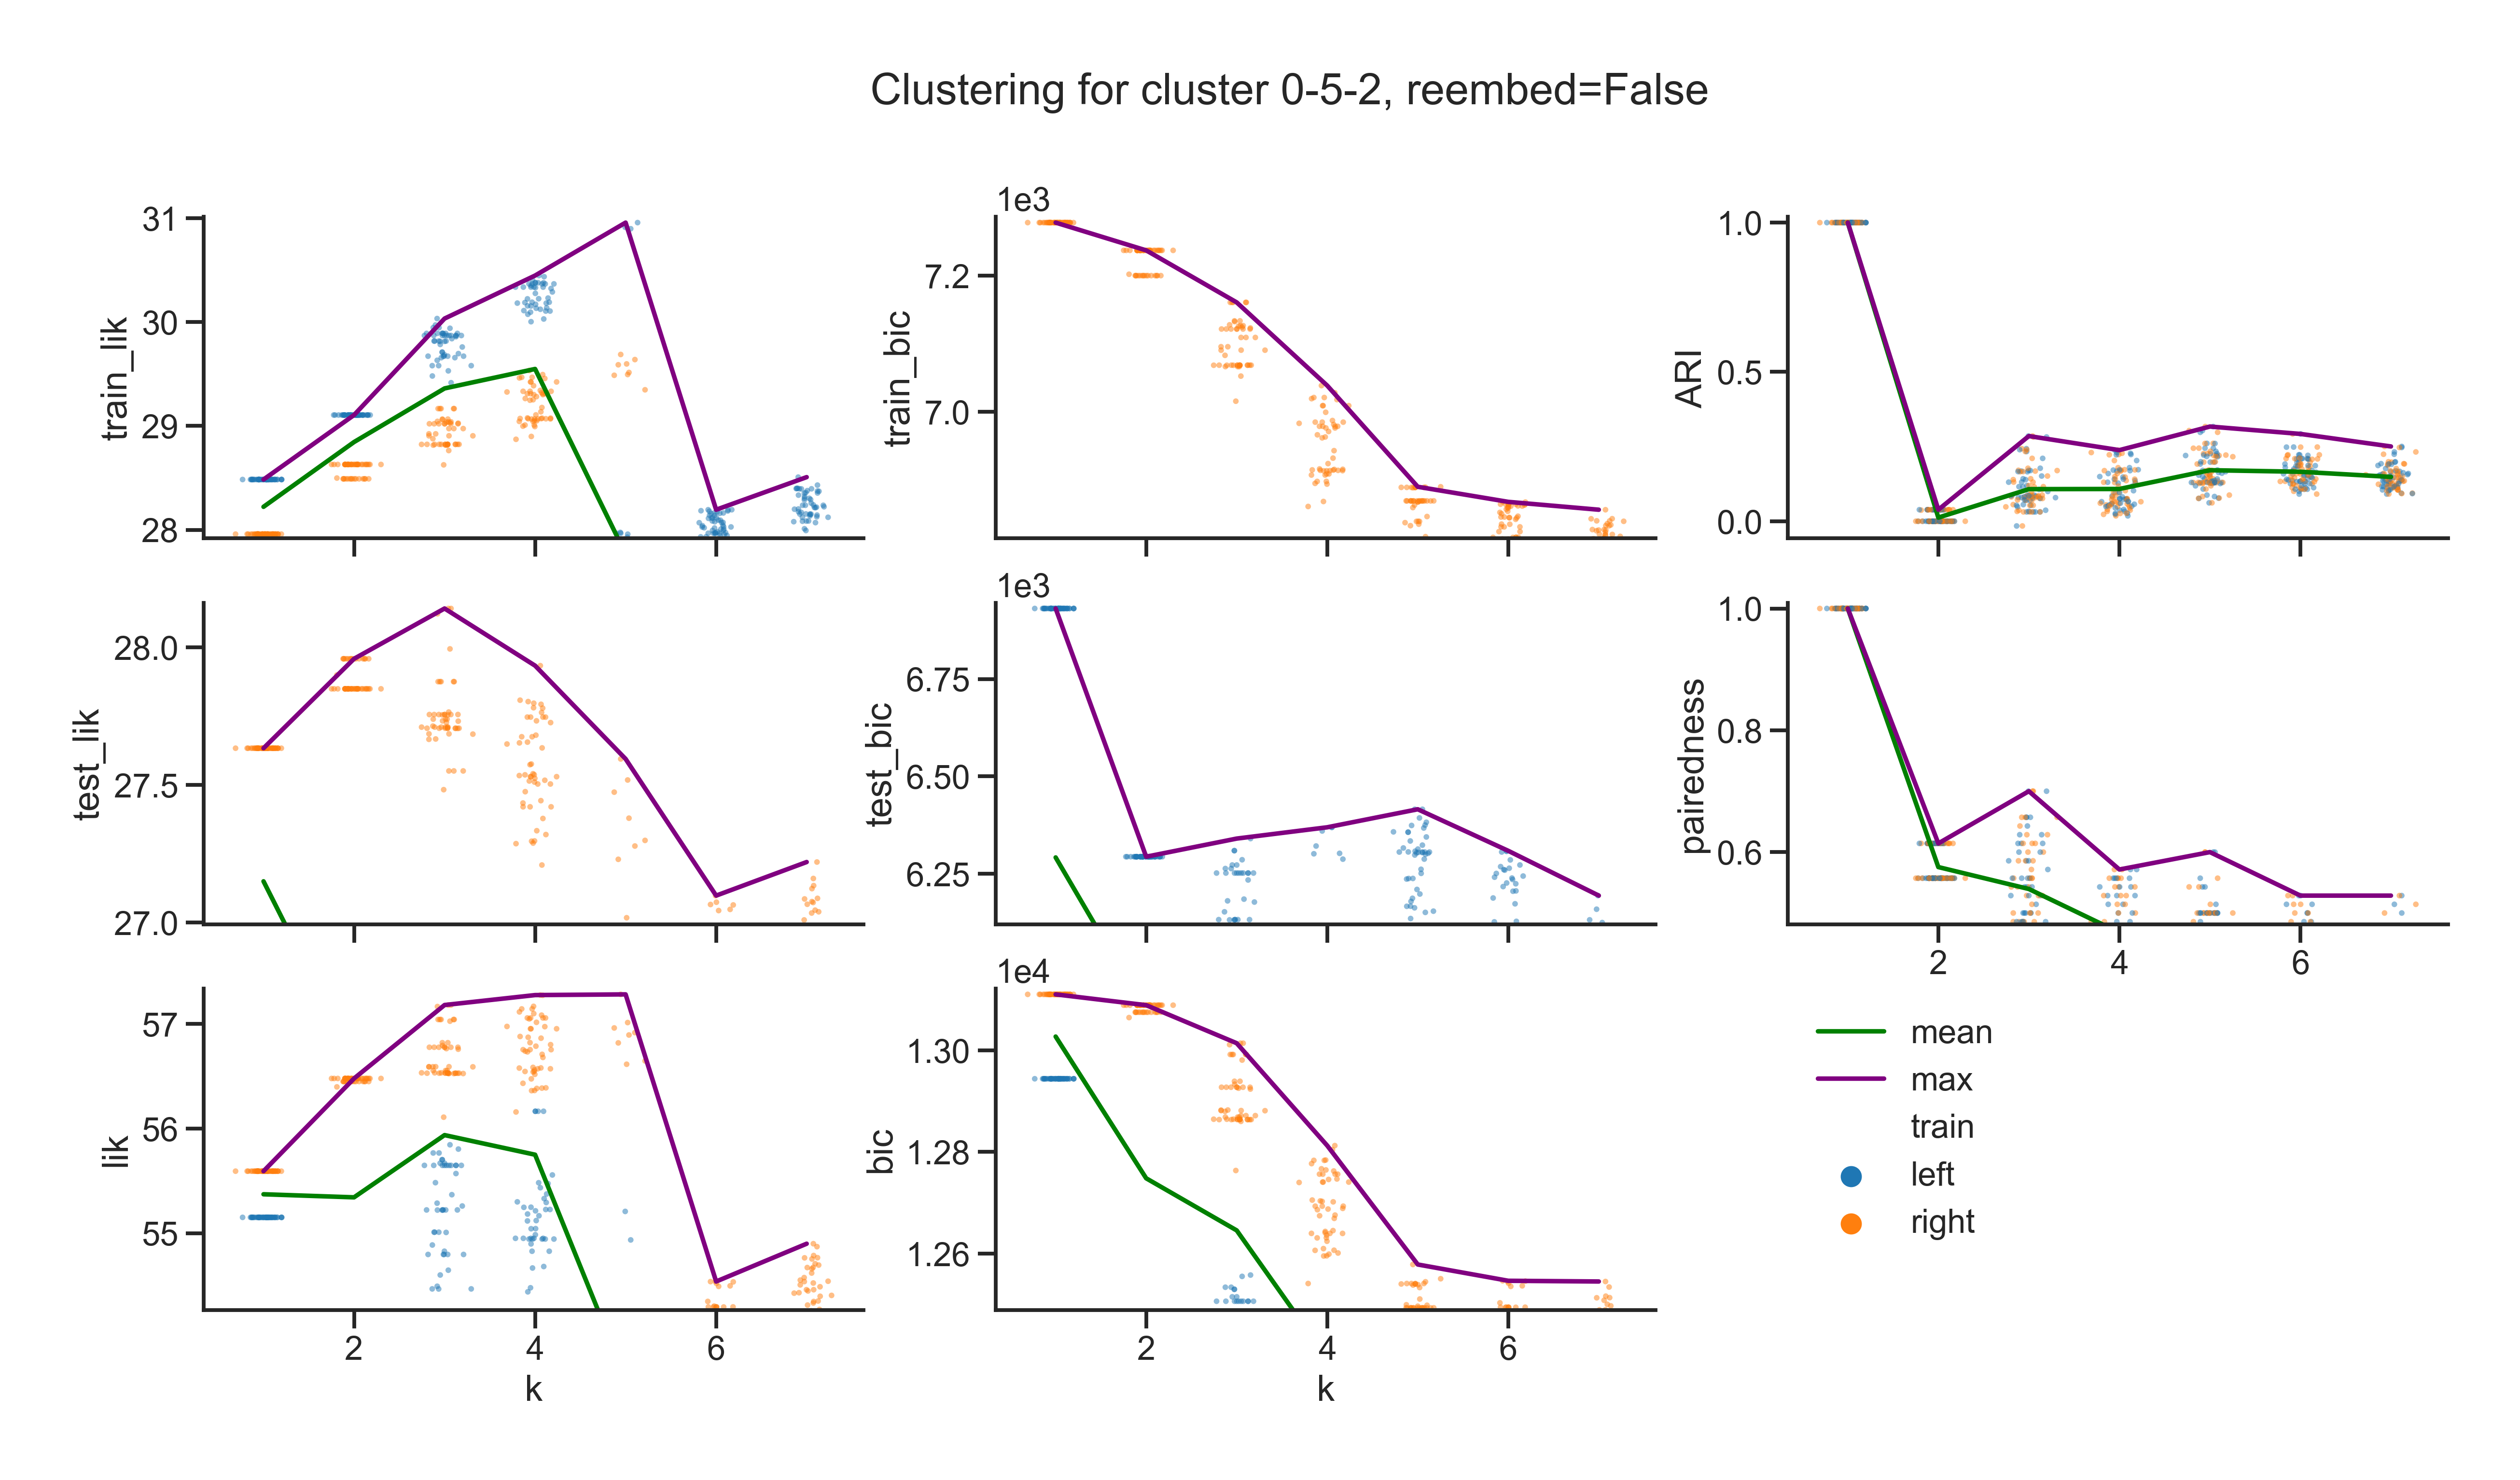 Clustering for cluster 0-5-2, reembed=False
train_lik
31
30
29
28
1e3
train_bic
7.2
7.0
ARI
1.0
0.5
0.0
test_lik
28.0
27.5
27.0
1e3
test_bic
6.75
6.50
6.25
pairedness
1.0
0.8
0.6
2
4
6
lik
57
56
55
2
4
6
k
1e4
bic
1.30
1.28
1.26
2
4
6
k
mean
max
train
left
right